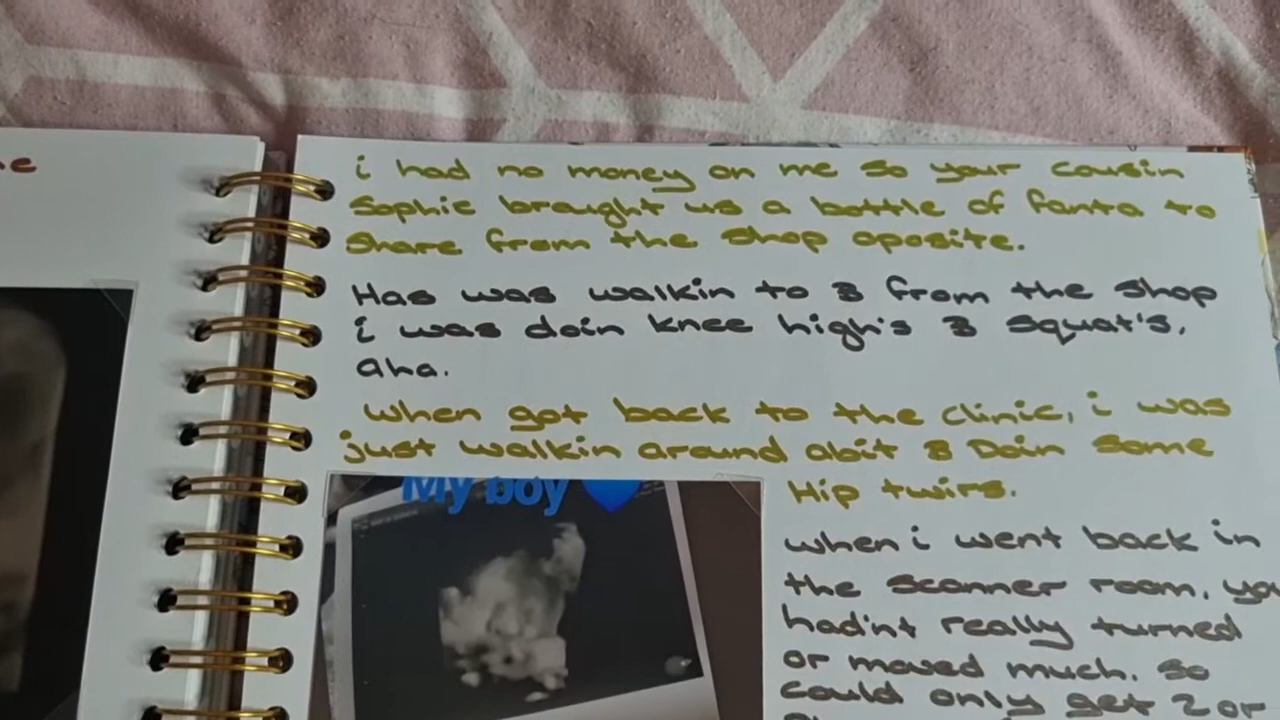 i had no money on me so your cousin
Sophie braught us a bottle of fanta to
share from the shop oposite.
Has was walkin to & from the shop
i was doin knee high's & squat's,
aha.
when got back to the clinic, i was
just walkin around abit & Doin some
Hip twirs.
My boy
when i went back in
the scanner room, you
had'nt really turned
or moved much. so
could only get 2 or